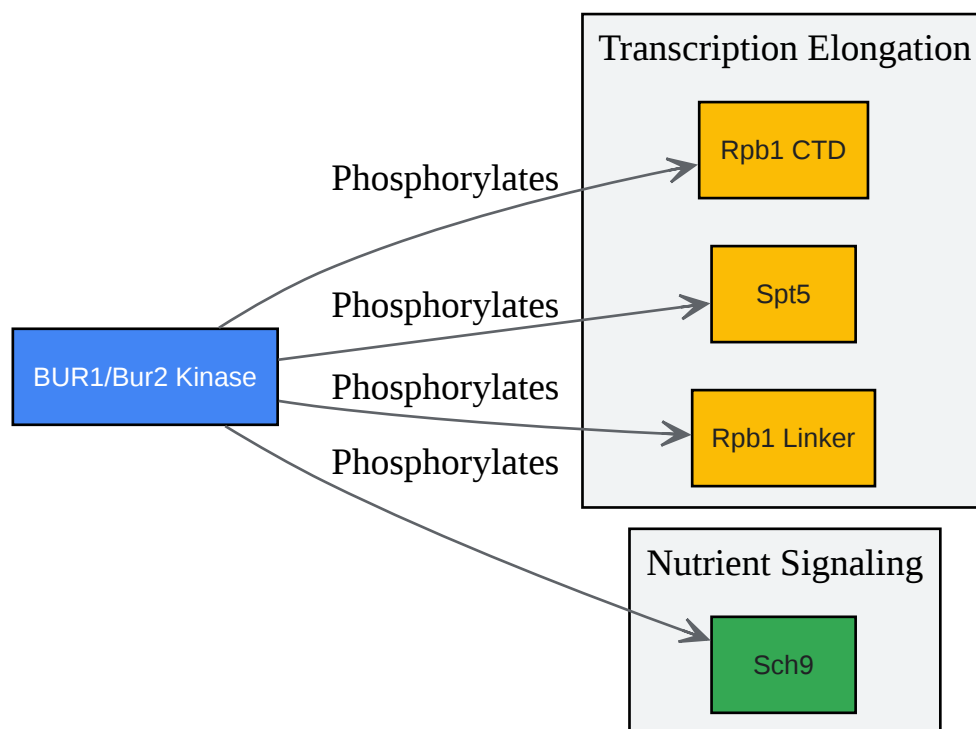 Transcription Elongation
Rpb1 CTD
Phosphorylates
Spt5
Phosphorylates
BUR1/Bur2 Kinase
Phosphorylates
Rpb1 Linker
Phosphorylates
Nutrient Signaling
Sch9